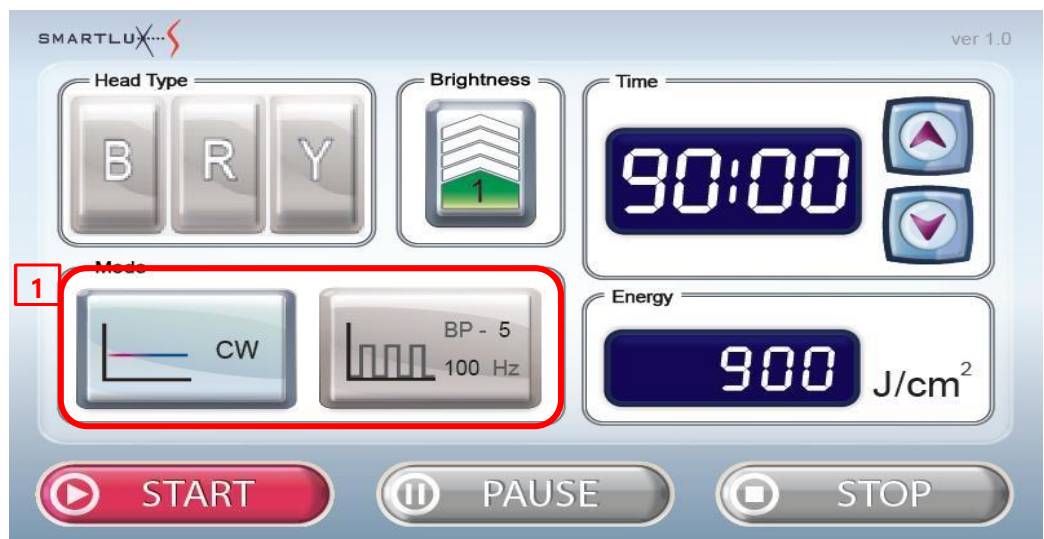 SMARTLUX S
ver 1.0
Head Type
B R Y
Brightness
1
Time
90:00
1
Mode
CW
BP - 5
100 Hz
Energy
900 J/cm²
START
PAUSE
STOP